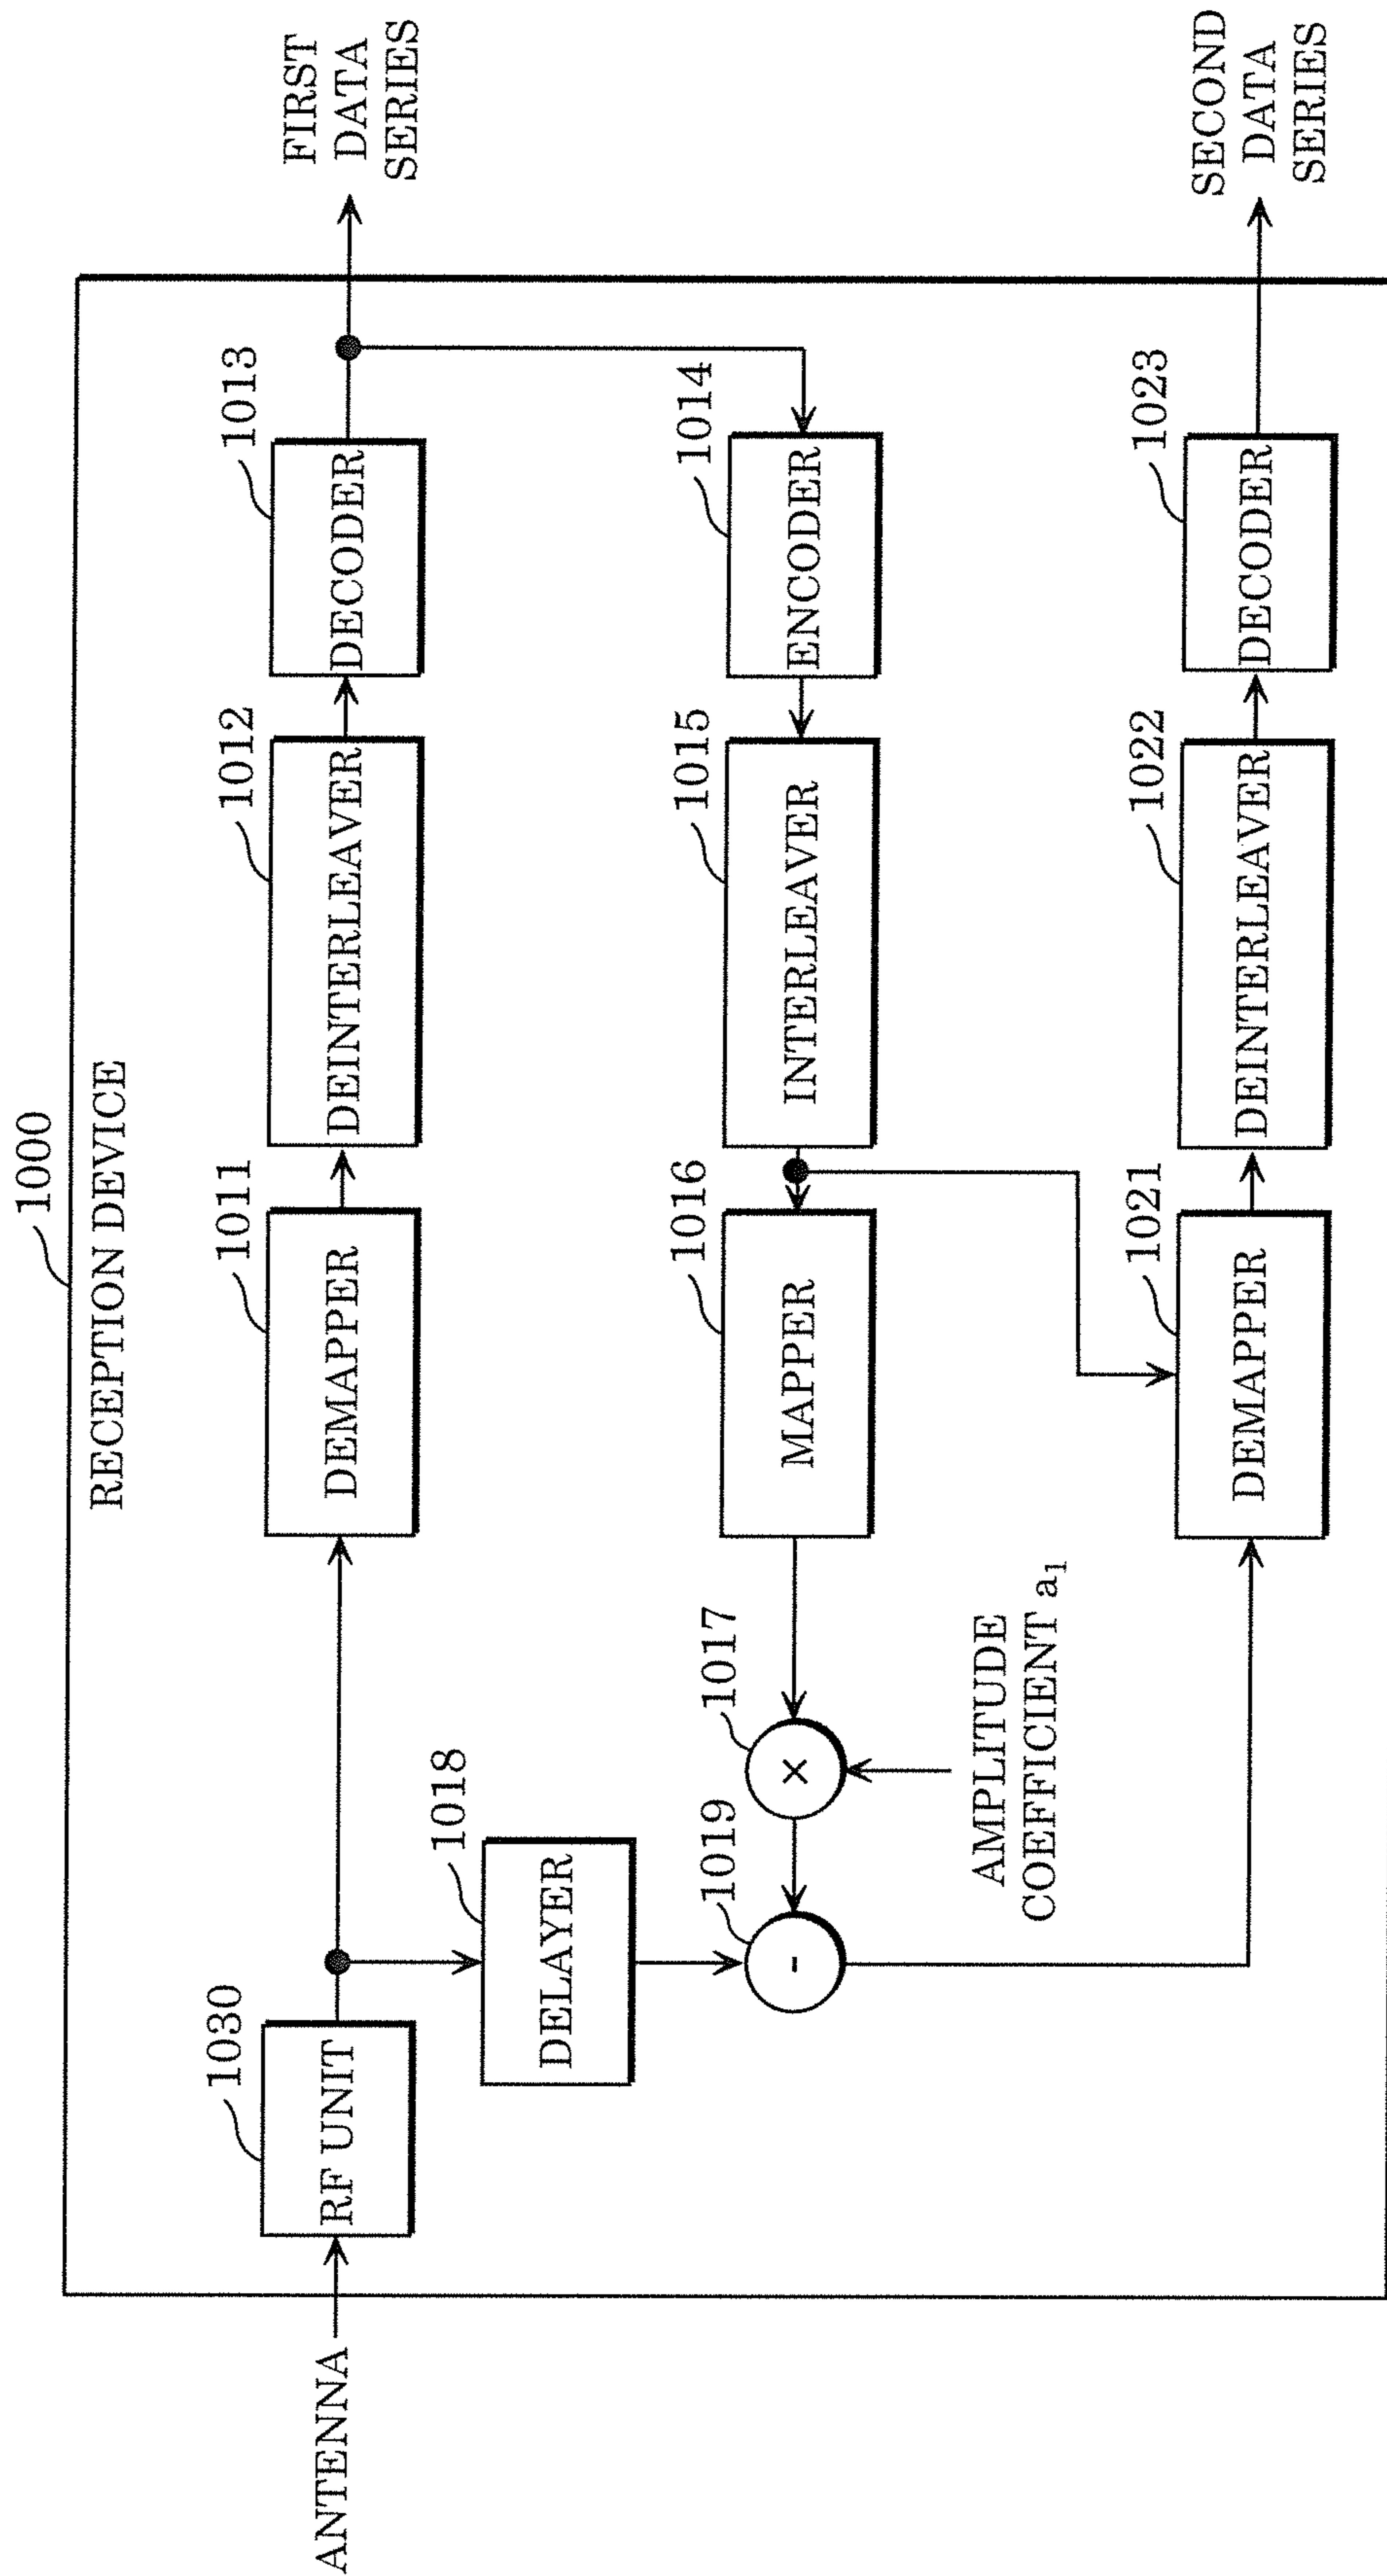 1000
RECEPTION DEVICE
ANTENNA
1030
RF UNIT
1011
DEMAPPER
1012
DEINTERLEAVER
1013
DECODER
FIRST
DATA
SERIES
1018
DELAYER
1019
-
1017
×
AMPLITUDE
COEFFICIENT a₁
1016
MAPPER
1015
INTERLEAVER
1014
ENCODER
1021
DEMAPPER
1022
DEINTERLEAVER
1023
DECODER
SECOND
DATA
SERIES